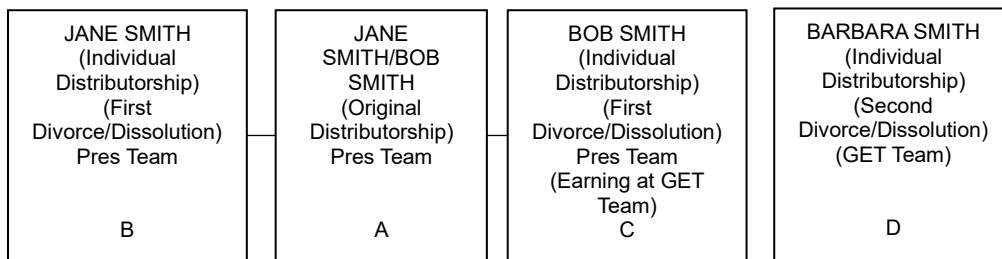 JANE SMITH
(Individual
Distributorship)
(First
Divorce/Dissolution)
Pres Team
B
JANE
SMITH/BOB
SMITH
(Original
Distributorship)
Pres Team
A
BOB SMITH
(Individual
Distributorship)
(First
Divorce/Dissolution)
Pres Team
(Earning at GET
Team)
C
BARBARA SMITH
(Individual
Distributorship)
(Second
Divorce/Dissolution)
(GET Team)
D